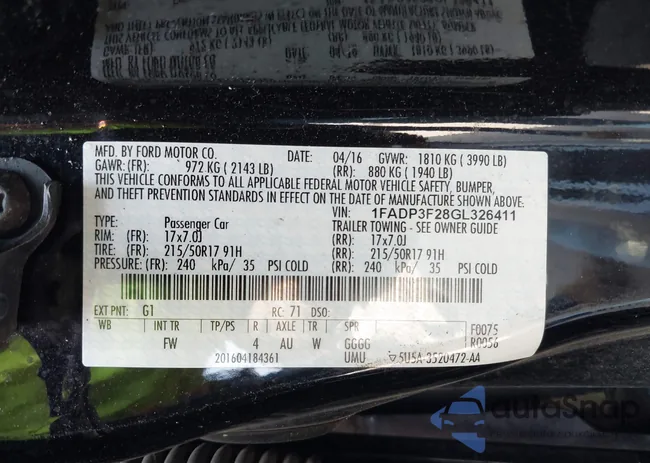 MFD. BY FORD MOTOR CO. DATE: 04/16 GVWR: 1810 KG ( 3990 LB)
GAWR: (FR): 972 KG ( 2143 LB) (RR): 880 KG ( 1940 LB)
THIS VEHICLE CONFORMS TO ALL APPLICABLE FEDERAL MOTOR VEHICLE SAFETY, BUMPER,
AND THEFT PREVENTION STANDARDS IN EFFECT ON THE DATE OF MANUFACTURE SHOWN ABOVE.
VIN: 1FADP3F28GL326411
TYPE: Passenger Car TRAILER TOWING - SEE OWNER GUIDE
RIM: (FR): 17x7.0J (RR): 17x7.0J
TIRE: (FR): 215/50R17 91H (RR): 215/50R17 91H
PRESSURE: (FR): 240 kPa/ 35 PSI COLD (RR): 240 kPa/ 35 PSI COLD
EXT PNT: G1 RC: 71 DSO:
WB INT TR TP/PS R AXLE TR SPR F0075
FW 4 AU W GGGG R0056
201604184361 UMU 5U5A-3520472-AA
autoSnap